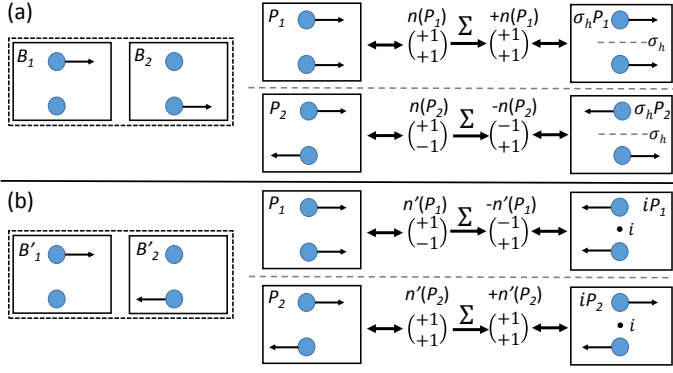 (a)
B₁ B₂
P₁ n(P₁) Σ +n(P₁) σₕP₁
(+1 +1) (+1 +1)
σₕ
P₂ n(P₂) Σ -n(P₂) σₕP₂
(+1 -1) (-1 +1)
σₕ
(b)
B'₁ B'₂
P₁ n'(P₁) Σ -n'(P₁) iP₁
(+1 -1) (-1 +1)
i
P₂ n'(P₂) Σ +n'(P₂) iP₂
(+1 +1) (+1 +1)
i